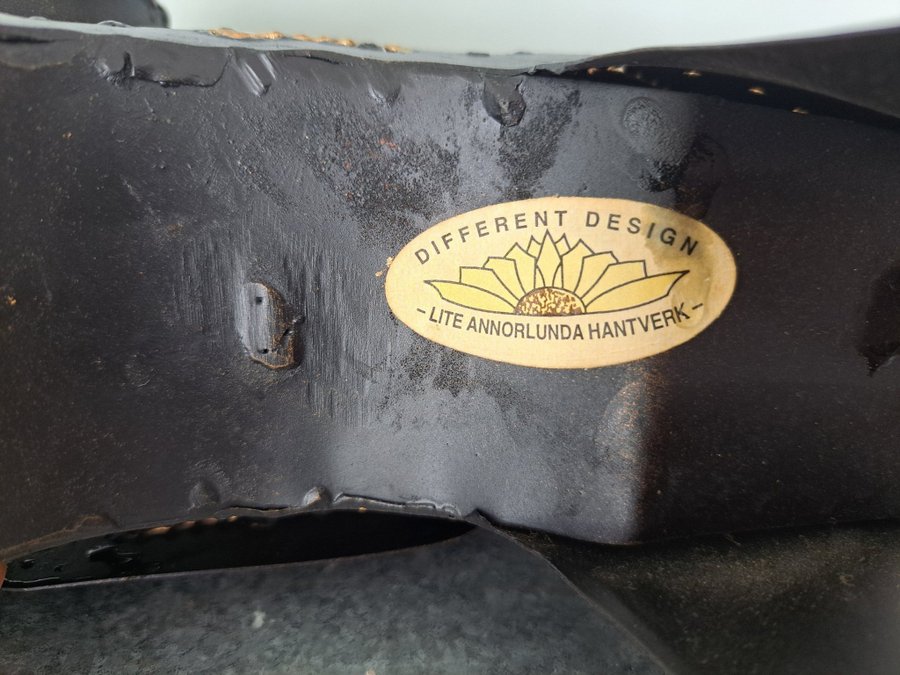 DIFFERENT DESIGN
- LITE ANNORLUNDA HANTVERK -